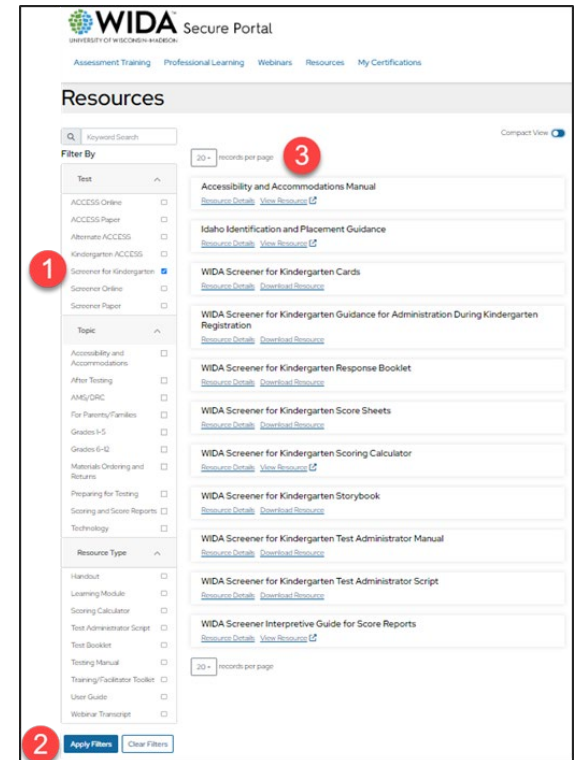 WIDA Secure Portal
UNIVERSITY OF WISCONSIN-MADISON
Assessment Training Professional Learning Webinars Resources My Certifications
Resources
Keyword Search
Compact View
Filter By
20 records per page
3
Test
ACCESS Online
ACCESS Paper
Alternate ACCESS
Kindergarten ACCESS
1
Screener for Kindergarten
Screener Online
Screener Paper
Topic
Accessibility and
Accommodations
After Testing
AMS/DRC
For Parents/Families
Grades 1-5
Grades 6-12
Materials Ordering and
Returns
Preparing for Testing
Scoring and Score Reports
Technology
Resource Type
Handout
Learning Module
Scoring Calculator
Test Administrator Script
Test Booklet
Testing Manual
Training/Facilitator Toolkit
User Guide
Webinar Transcript
2
Apply Filters Clear Filters
Accessibility and Accommodations Manual
Resource Details View Resource
Idaho Identification and Placement Guidance
Resource Details View Resource
WIDA Screener for Kindergarten Cards
Resource Details Download Resource
WIDA Screener for Kindergarten Guidance for Administration During Kindergarten
Registration
Resource Details Download Resource
WIDA Screener for Kindergarten Response Booklet
Resource Details Download Resource
WIDA Screener for Kindergarten Score Sheets
Resource Details Download Resource
WIDA Screener for Kindergarten Scoring Calculator
Resource Details View Resource
WIDA Screener for Kindergarten Storybook
Resource Details Download Resource
WIDA Screener for Kindergarten Test Administrator Manual
Resource Details Download Resource
WIDA Screener for Kindergarten Test Administrator Script
Resource Details Download Resource
WIDA Screener Interpretive Guide for Score Reports
Resource Details View Resource
20 records per page